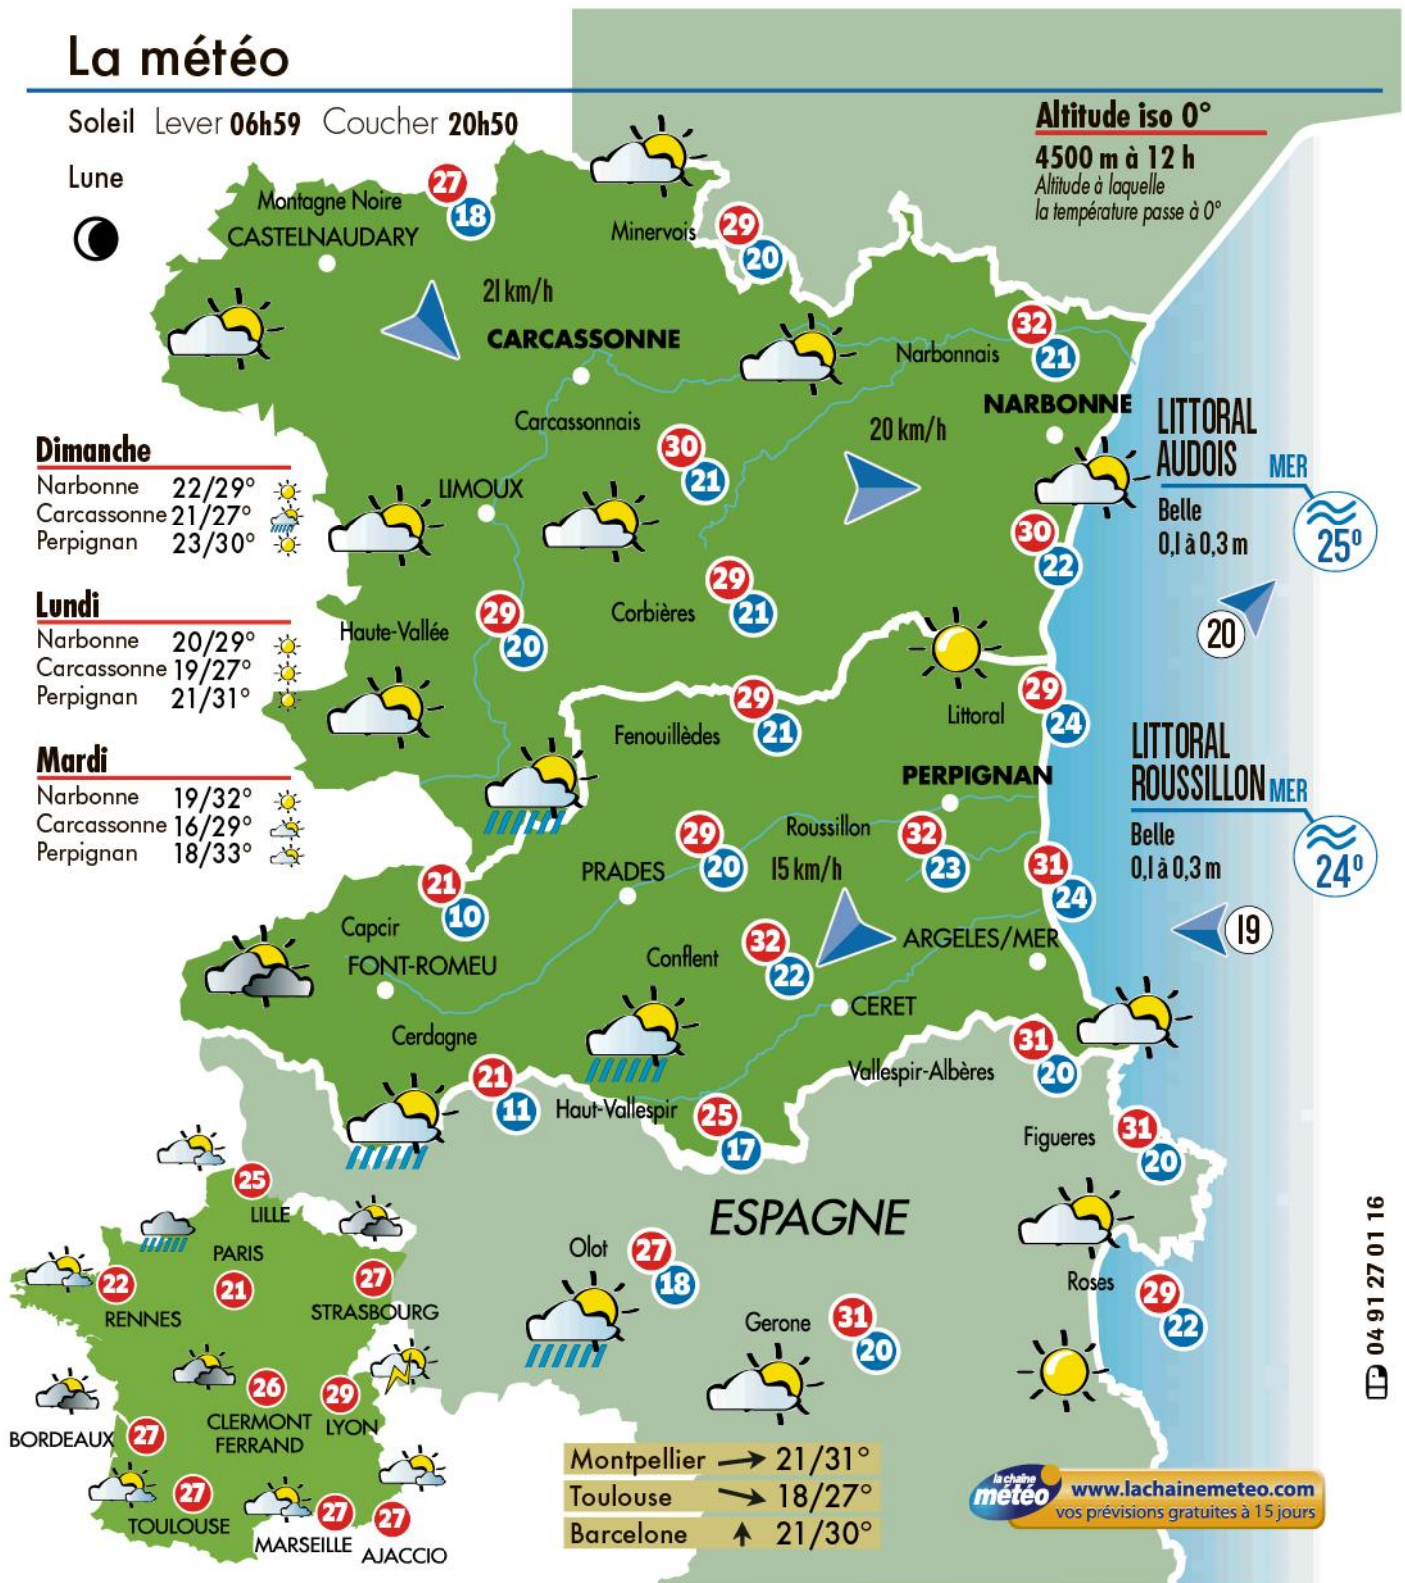 La météo
Soleil Lever 06h59 Coucher 20h50
Lune
Altitude iso 0°
4500 m à 12 h
Altitude à laquelle
la température passe à 0°
Montagne Noire
27
18
CASTELNAUDARY
Minervois
29
20
21 km/h
CARCASSONNE
Narbonnais
32
21
NARBONNE
Carcassonnais
30
21
20 km/h
LIMOUX
LITTORAL
AUDOIS
MER
Belle
0,1 à 0,3 m
25°
20
30
22
Dimanche
Narbonne 22/29°
Carcassonne 21/27°
Perpignan 23/30°
Lundi
Narbonne 20/29°
Carcassonne 19/27°
Perpignan 21/31°
Mardi
Narbonne 19/32°
Carcassonne 16/29°
Perpignan 18/33°
Haute-Vallée
29
20
Corbières
29
21
Fenouillèdes
29
21
Littoral
29
24
PERPIGNAN
LITTORAL
ROUSSILLON
MER
Belle
0,1 à 0,3 m
24°
19
Roussillon
32
23
PRADES
29
20
15 km/h
31
24
Capcir
21
10
FONT-ROMEU
Conflent
32
22
ARGELES/MER
CERET
Cerdagne
21
11
Vallespir-Albères
31
20
Haut-Vallespir
25
17
Figueres
31
20
ESPAGNE
Olot
27
18
Roses
29
22
Gerone
31
20
25
LILLE
PARIS
21
22
RENNES
27
STRASBOURG
26
CLERMONT
FERRAND
29
LYON
BORDEAUX
27
27
TOULOUSE
27
MARSEILLE
27
AJACCIO
Montpellier 21/31°
Toulouse 18/27°
Barcelone 21/30°
la chaîne
météo
www.lachainemeteo.com
vos prévisions gratuites à 15 jours
04 91 27 01 16